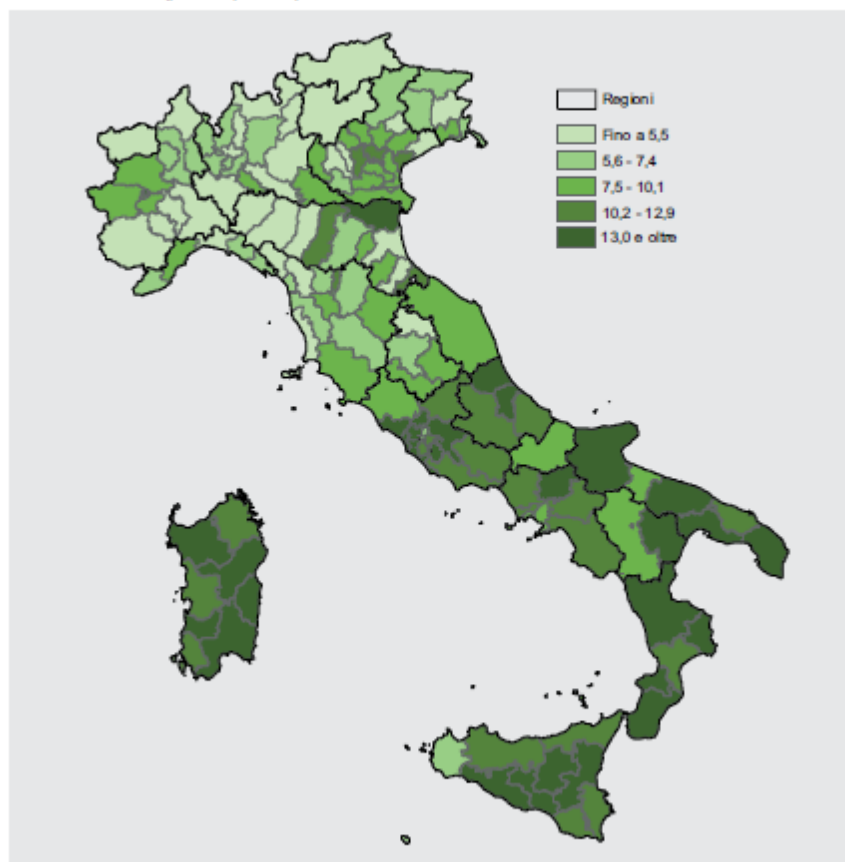 Regioni
Fino a 5,5
5,6 - 7,4
7,5 - 10,1
10,2 - 12,9
13,0 e oltre